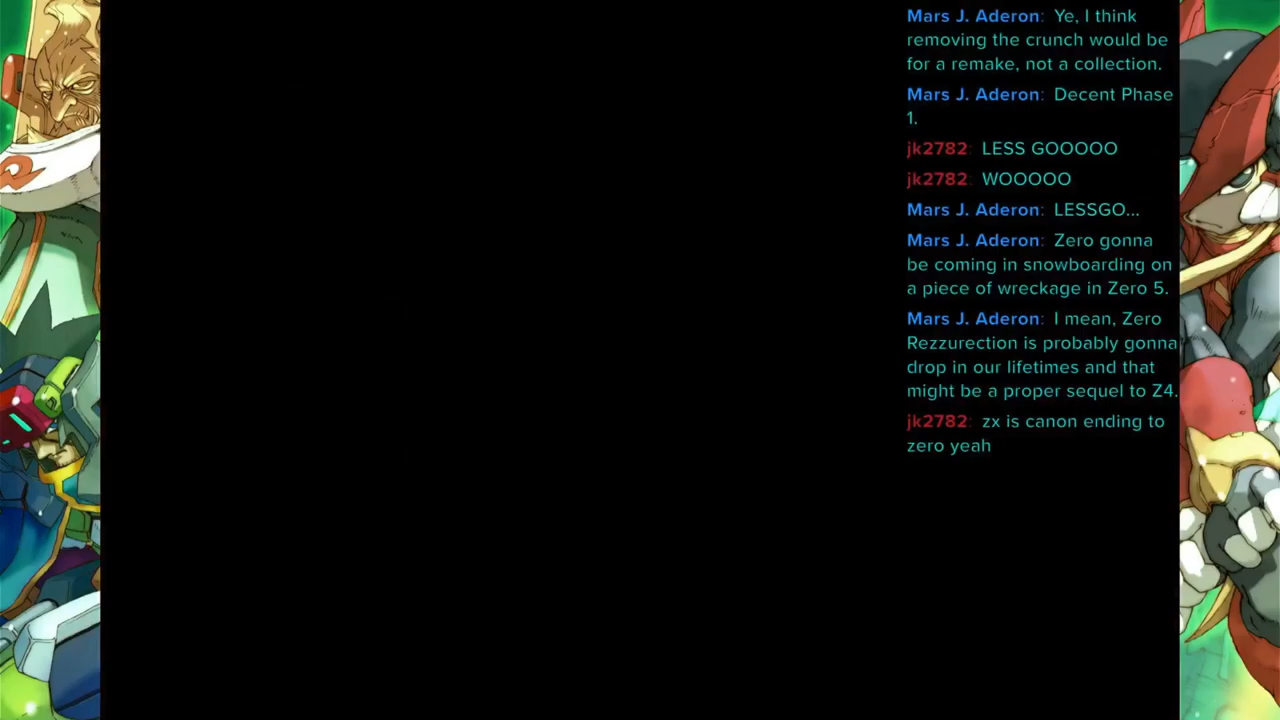 Mars J. Aderon: Ye, I think
removing the crunch would be
for a remake, not a collection.
Mars J. Aderon: Decent Phase
1.
jk2782: LESS GOOOOO
jk2782: WOOOOO
Mars J. Aderon: LESSGO...
Mars J. Aderon: Zero gonna
be coming in snowboarding on
a piece of wreckage in Zero 5.
Mars J. Aderon: I mean, Zero
Rezzurection is probably gonna
drop in our lifetimes and that
might be a proper sequel to Z4.
jk2782: zx is canon ending to
zero yeah